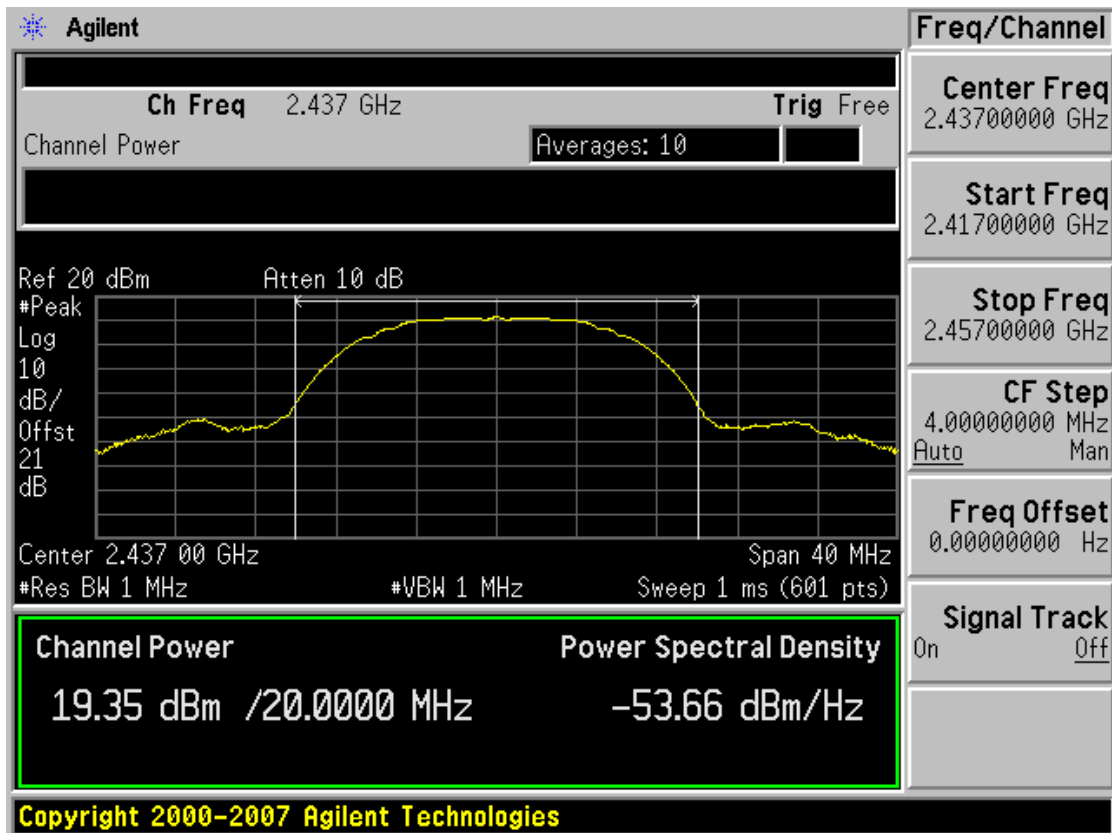 Agilent
Ch Freq 2.437 GHz Trig Free
Channel Power Averages: 10
Ref 20 dBm Atten 10 dB
#Peak
Log
10
dB/
Offst
21
dB
Center 2.437 00 GHz Span 40 MHz
#Res BW 1 MHz #VBW 1 MHz Sweep 1 ms (601 pts)
Channel Power Power Spectral Density
19.35 dBm /20.0000 MHz -53.66 dBm/Hz
Copyright 2000-2007 Agilent Technologies
Freq/Channel
Center Freq
2.43700000 GHz
Start Freq
2.41700000 GHz
Stop Freq
2.45700000 GHz
CF Step
4.00000000 MHz
Auto Man
Freq Offset
0.00000000 Hz
Signal Track
On Off